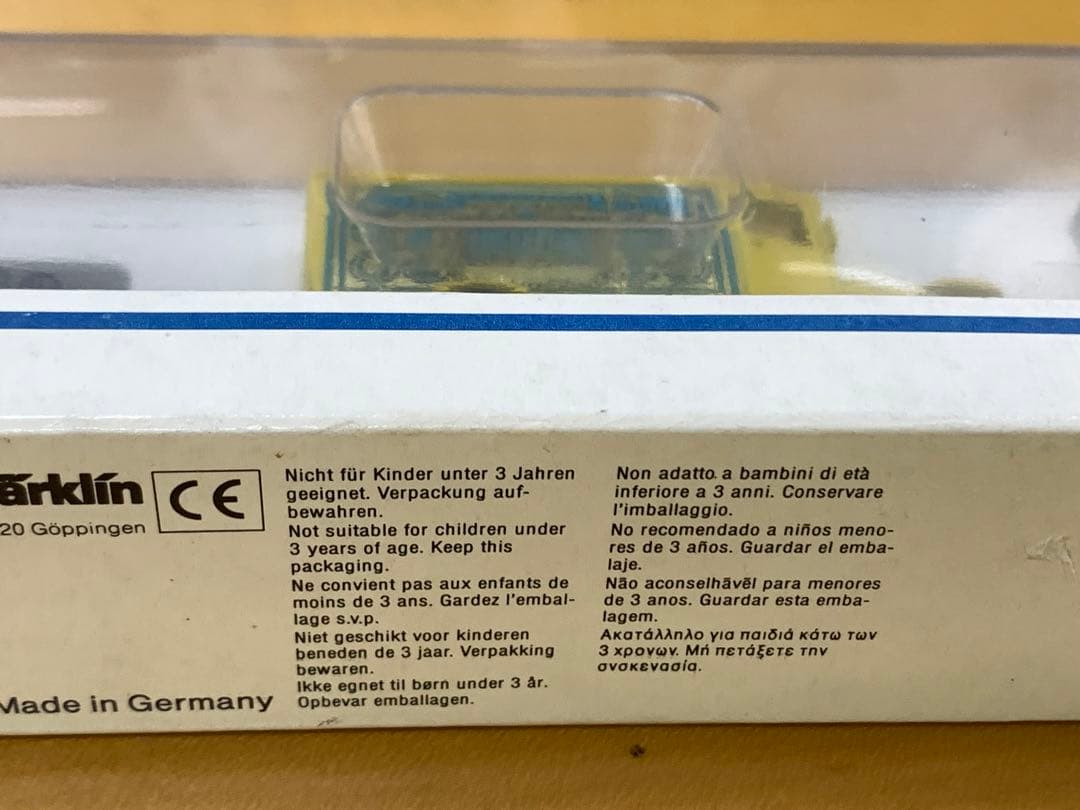 ärklín
20 Göppingen
CE
Made in Germany
Nicht für Kinder unter 3 Jahren
geeignet. Verpackung auf-
bewahren.
Not suitable for children under
3 years of age. Keep this
packaging.
Ne convient pas aux enfants de
moins de 3 ans. Gardez l'embal-
lage s.v.p.
Niet geschikt voor kinderen
beneden de 3 jaar. Verpakking
bewaren.
Ikke egnet til børn under 3 år.
Opbevar emballagen.
Non adatto a bambini di età
inferiore a 3 anni. Conservare
l'imballaggio.
No recomendado a niños meno-
res de 3 años. Guardar el emba-
laje.
Não aconselhãvēl para menores
de 3 anos. Guardar esta emba-
lagem.
Ακατάλληλο για παιδιά κάτω των
3 χρονων. Μή πετάξετε την
συσκευασία.